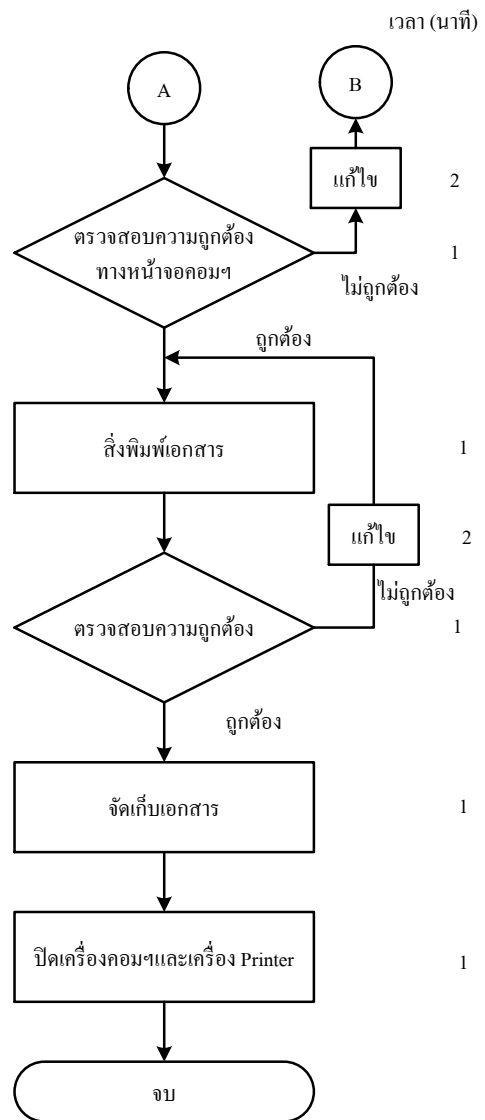 เวลา (นาที)
A
B
แก้ไข
2
ตรวจสอบความถูกต้อง
ทางหน้าจอคอมฯ
1
ไม่ถูกต้อง
ถูกต้อง
สิ่งพิมพ์เอกสาร
1
แก้ไข
2
ไม่ถูกต้อง
ตรวจสอบความถูกต้อง
1
ถูกต้อง
จัดเก็บเอกสาร
1
ปิดเครื่องคอมฯและเครื่อง Printer
1
จบ